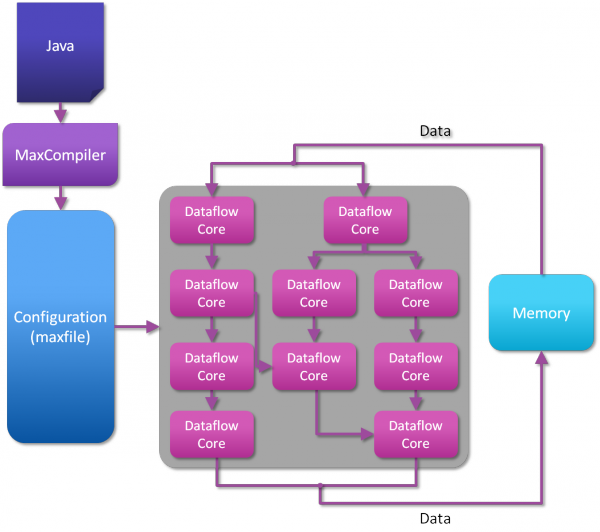 Java
MaxCompiler
Configuration
(maxfile)
Data
Dataflow
Core
Dataflow
Core
Dataflow
Core
Dataflow
Core
Dataflow
Core
Dataflow
Core
Dataflow
Core
Dataflow
Core
Dataflow
Core
Dataflow
Core
Memory
Data